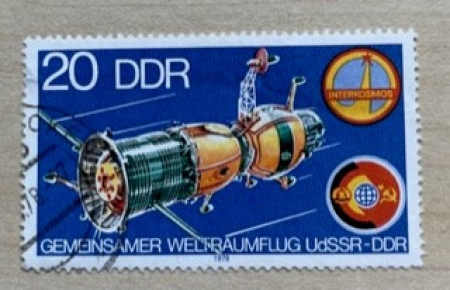 20 DDR
INTERKOSMOS
GEMEINSAMER WELTRAUMFLUG UdSSR-DDR
1978